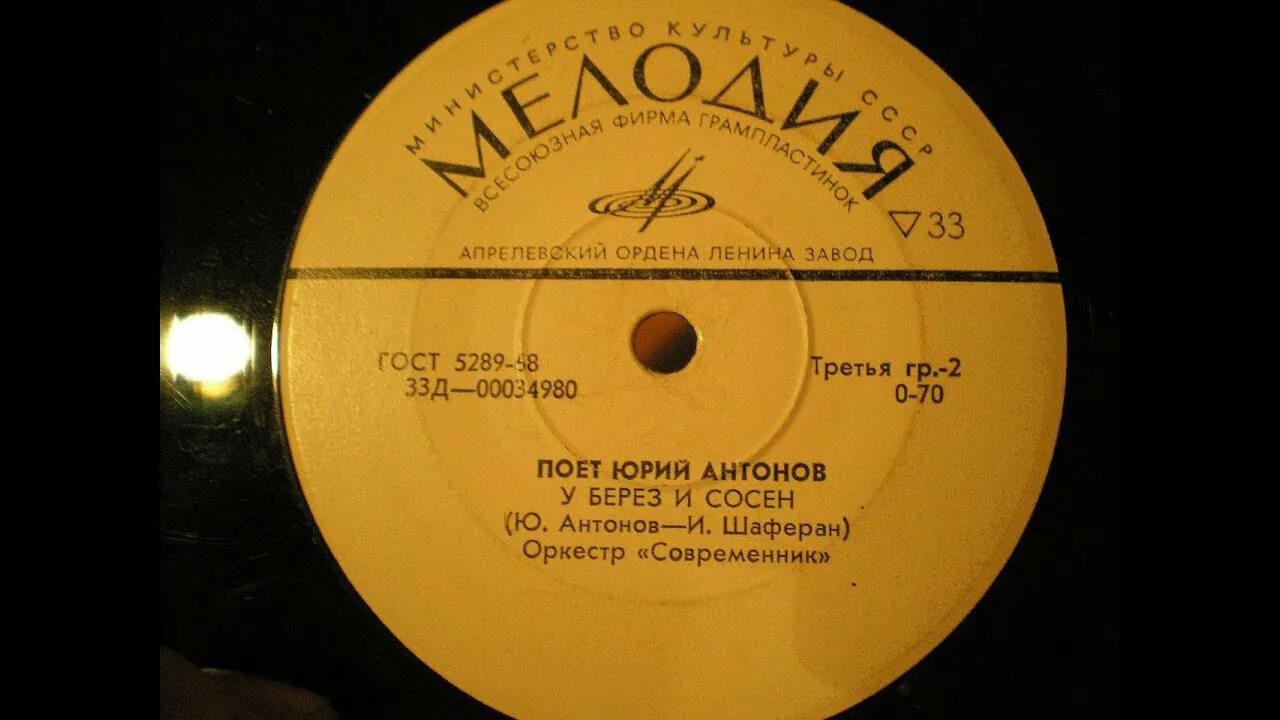 МИНИСТЕРСТВО КУЛЬТУРЫ СССР
МЕЛОДИЯ
ВСЕСОЮЗНАЯ ФИРМА ГРАМПЛАСТИНОК
▽33
АПРЕЛЕВСКИЙ ОРДЕНА ЛЕНИНА ЗАВОД
ГОСТ 5289-68
33Д—00034980
Третья гр.-2
0-70
ПОЕТ ЮРИЙ АНТОНОВ
У БЕРЕЗ И СОСЕН
(Ю. Антонов—И. Шаферан)
Оркестр «Современник»